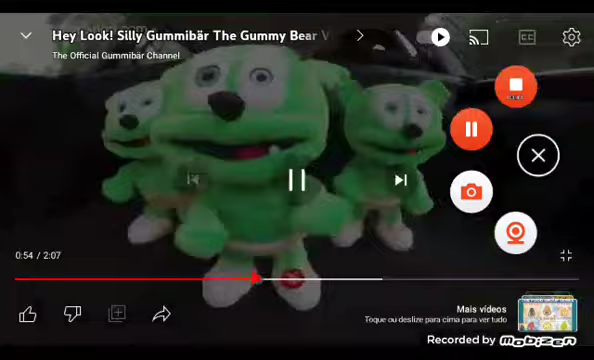 Hey Look! Silly Gummibär The Gummy Bear
The Official Gummibär Channel
CC
0:54 / 2:07
Mais vídeos
Toque ou deslize para cima para ver tudo
Recorded by mobizen